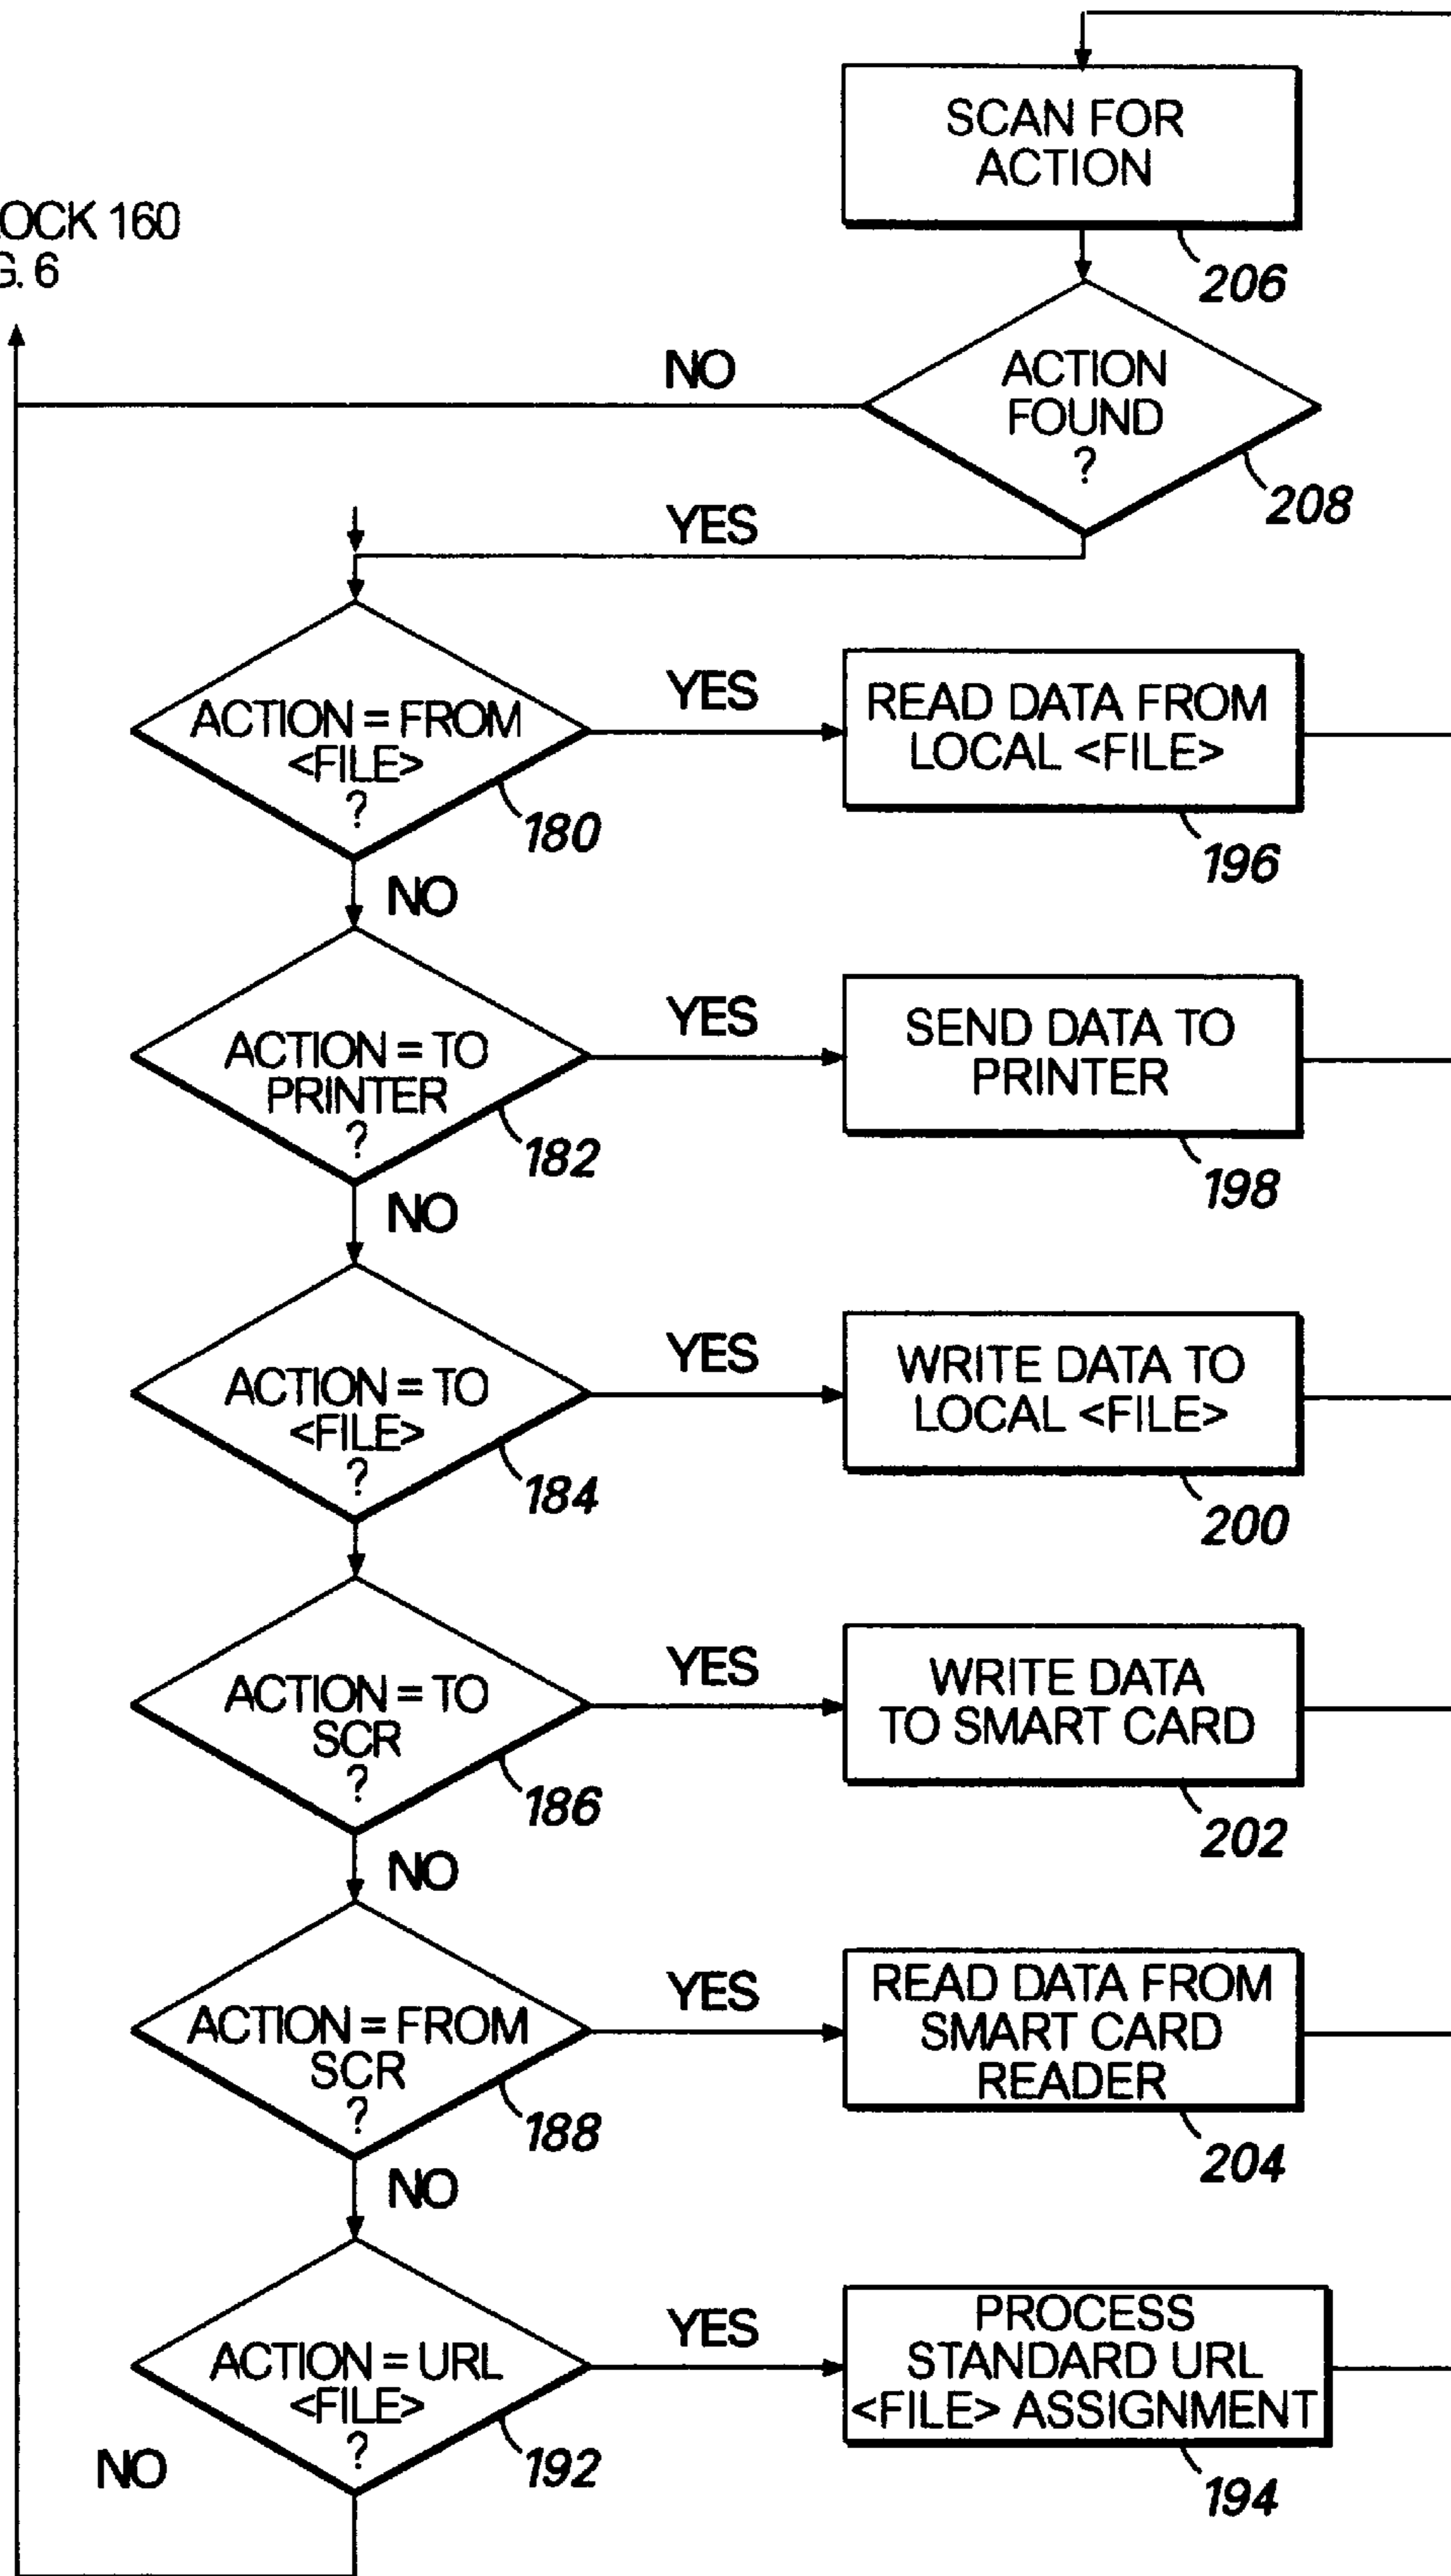 SCAN FOR
ACTION
206
LOCK 160
G. 6
ACTION
FOUND
?
208
NO
YES
ACTION = FROM
<FILE>
?
180
YES
READ DATA FROM
LOCAL <FILE>
196
NO
ACTION = TO
PRINTER
?
182
YES
SEND DATA TO
PRINTER
198
NO
ACTION = TO
<FILE>
?
184
YES
WRITE DATA TO
LOCAL <FILE>
200
ACTION = TO
SCR
?
186
YES
WRITE DATA
TO SMART CARD
202
NO
ACTION = FROM
SCR
?
188
YES
READ DATA FROM
SMART CARD
READER
204
NO
ACTION = URL
<FILE>
?
192
YES
PROCESS
STANDARD URL
<FILE> ASSIGNMENT
194
NO